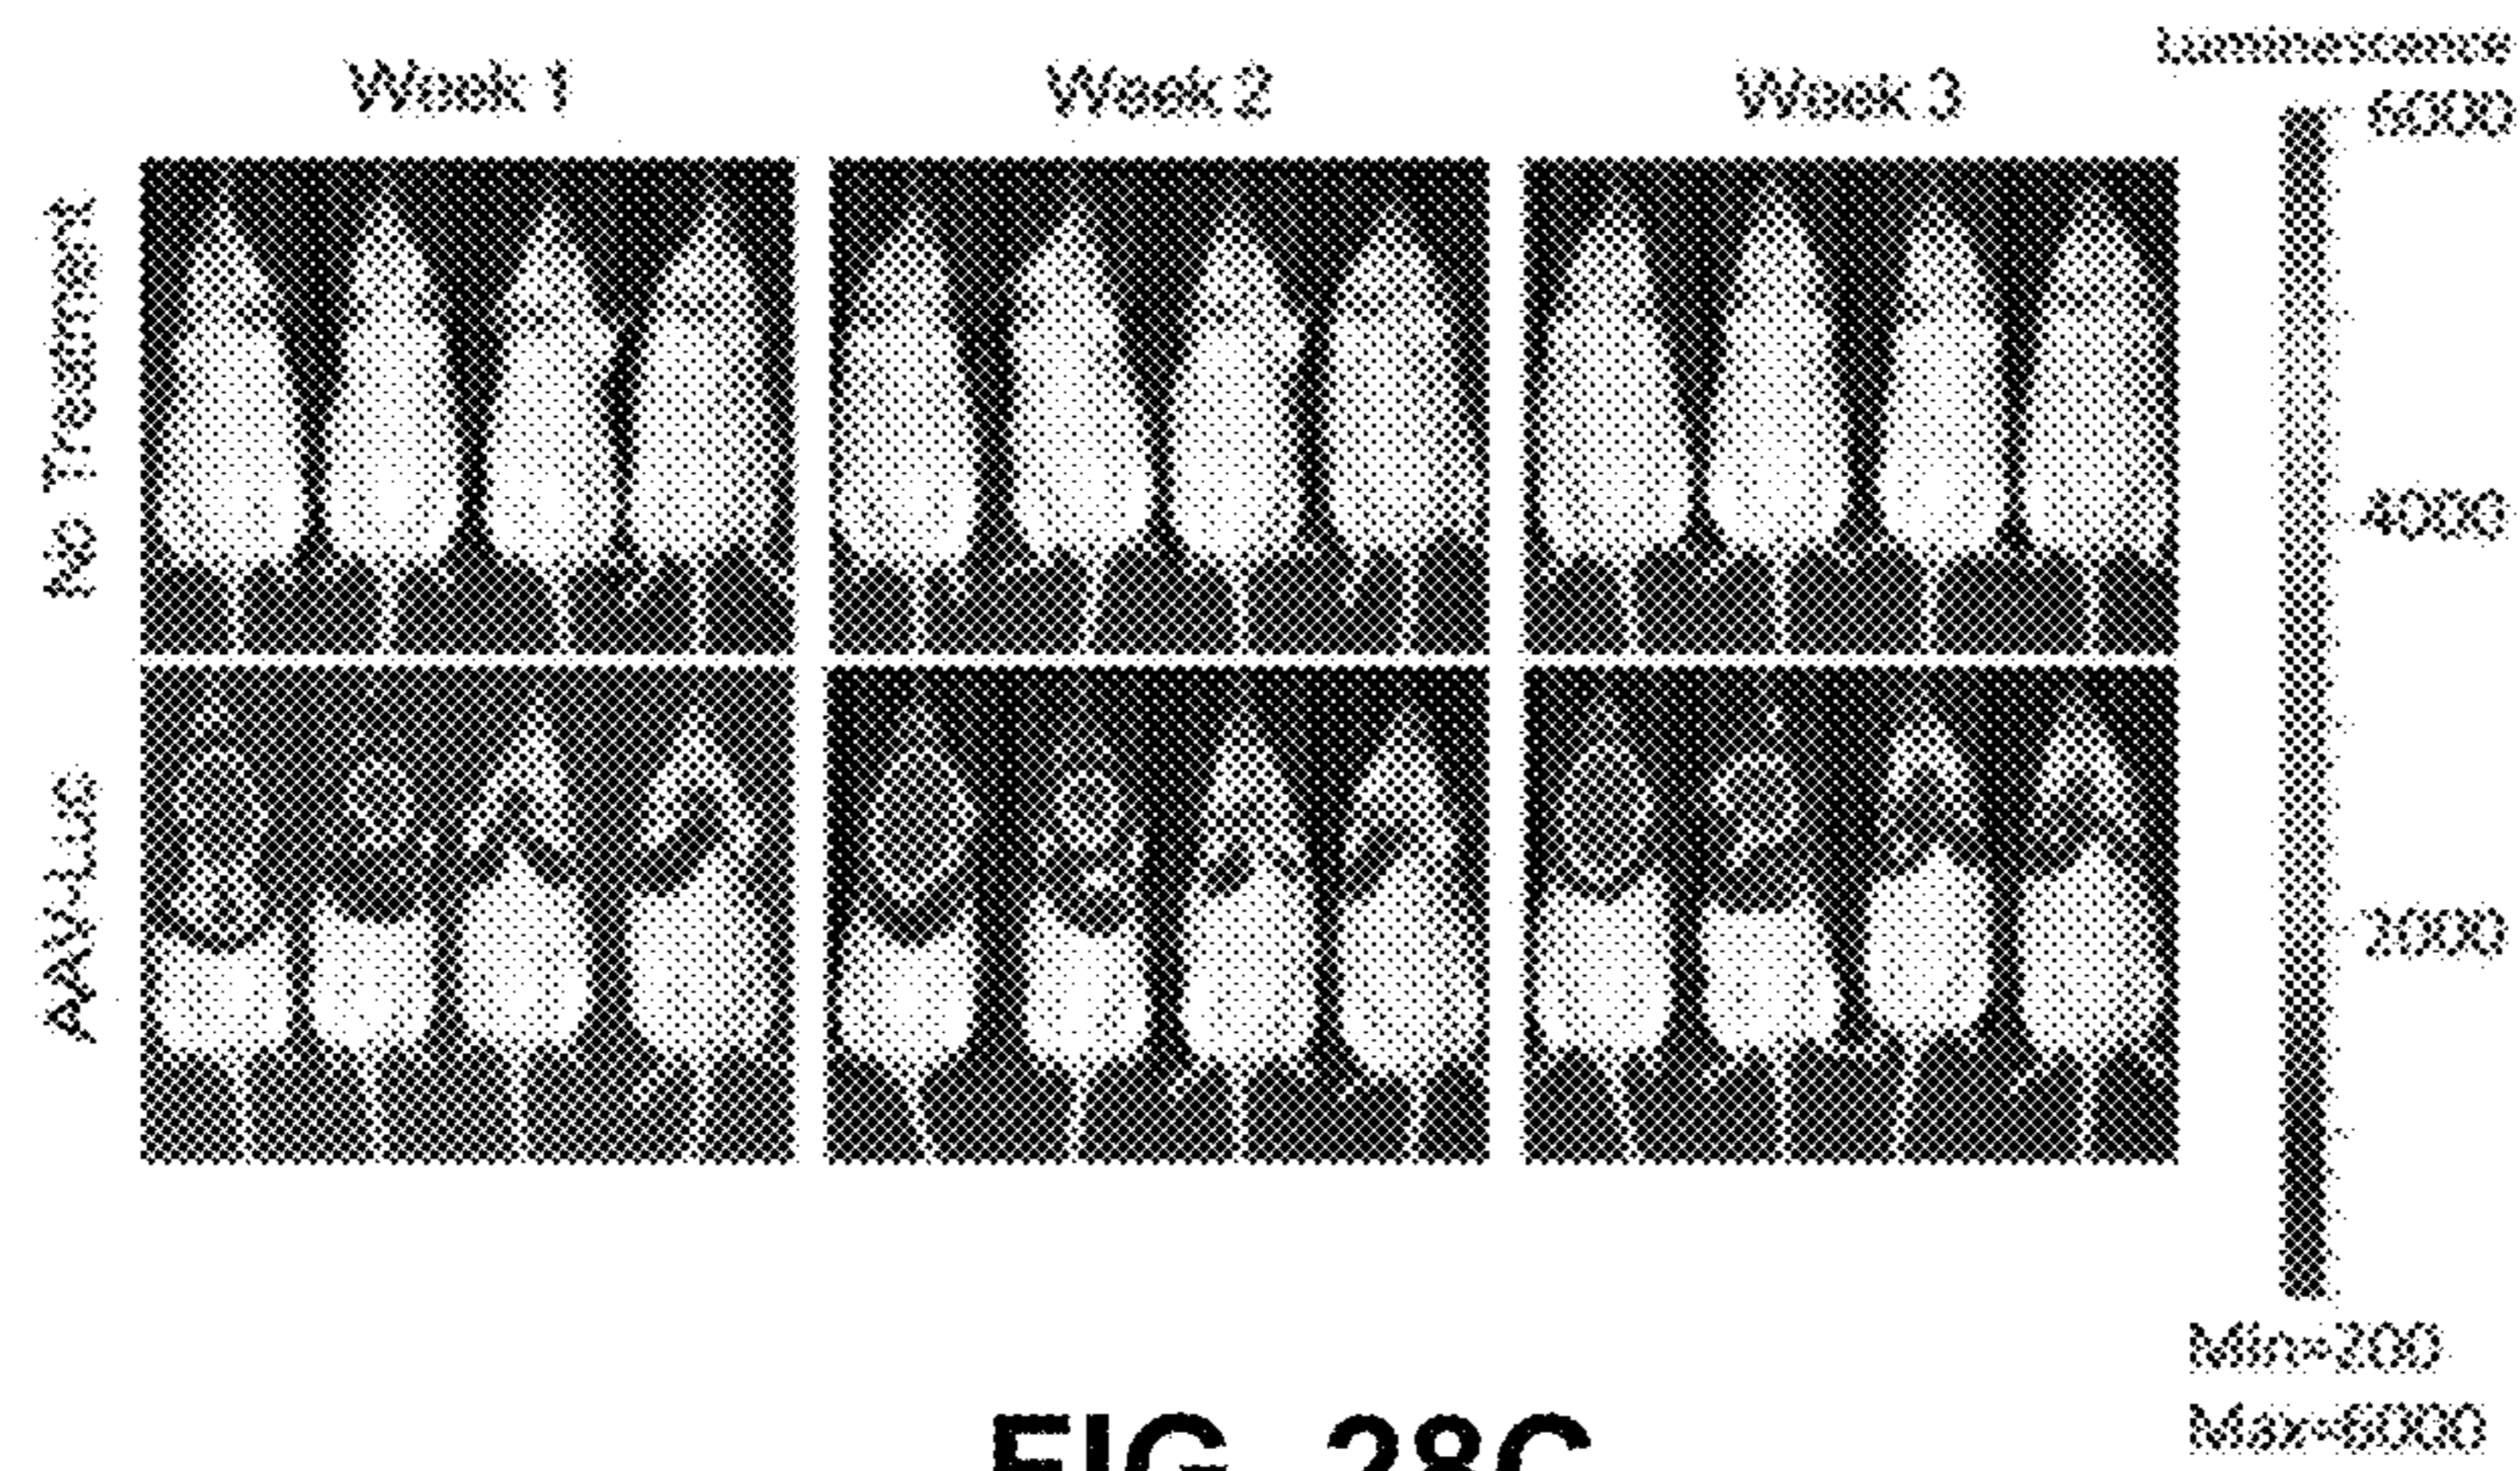 Luminescence
Week 1 Week 2 Week 3
6000
No Treatment
4000
AAV-Luc
2000
Min=200
Max=6000
FIG. 28C